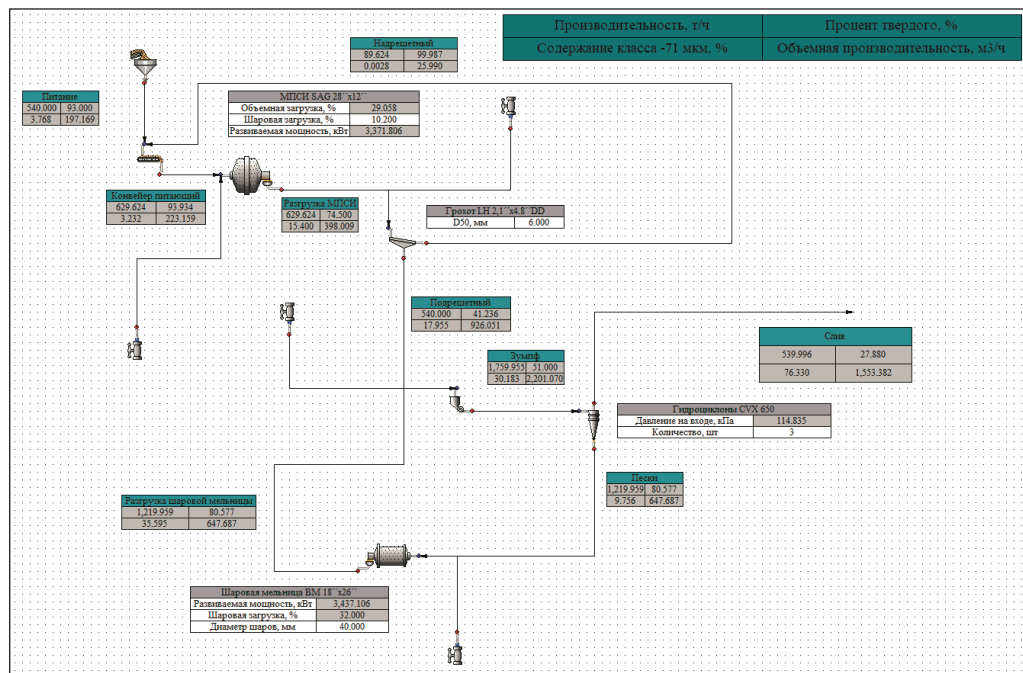 Производительность, т/ч Процент твердого, %
Содержание класса -71 мкм, % Объемная производительность, м3/ч
Надрешетный
89.624 99.987
0.0028 25.990
Питание
540.000 93.000
3.768 197.169
МПСИ SAG 28´´x12´´
Объемная загрузка, % 29.058
Шаровая загрузка, % 10.200
Развиваемая мощность, кВт 3,371.806
Конвейер питающий
629.624 93.934
3.232 223.159
Разгрузка МПСИ
629.624 74.500
15.400 398.009
Грохот LH 2,1´´x4.8´´DD
D50, мм 6.000
Подрешетный
540.000 41.236
17.955 926.051
Слив
539.996 27.880
76.330 1,553.382
Зумпф
1,759.955 51.000
30.183 2,201.070
Гидроциклоны CVX 650
Давление на входе, кПа 114.835
Количество, шт 3
Пески
1,219.959 80.577
9.756 647.687
Разгрузка шаровой мельницы
1,219.959 80.577
35.595 647.687
Шаровая мельница BM 18´´x26´´
Развиваемая мощность, кВт 3,437.106
Шаровая загрузка, % 32.000
Диаметр шаров, мм 40.000